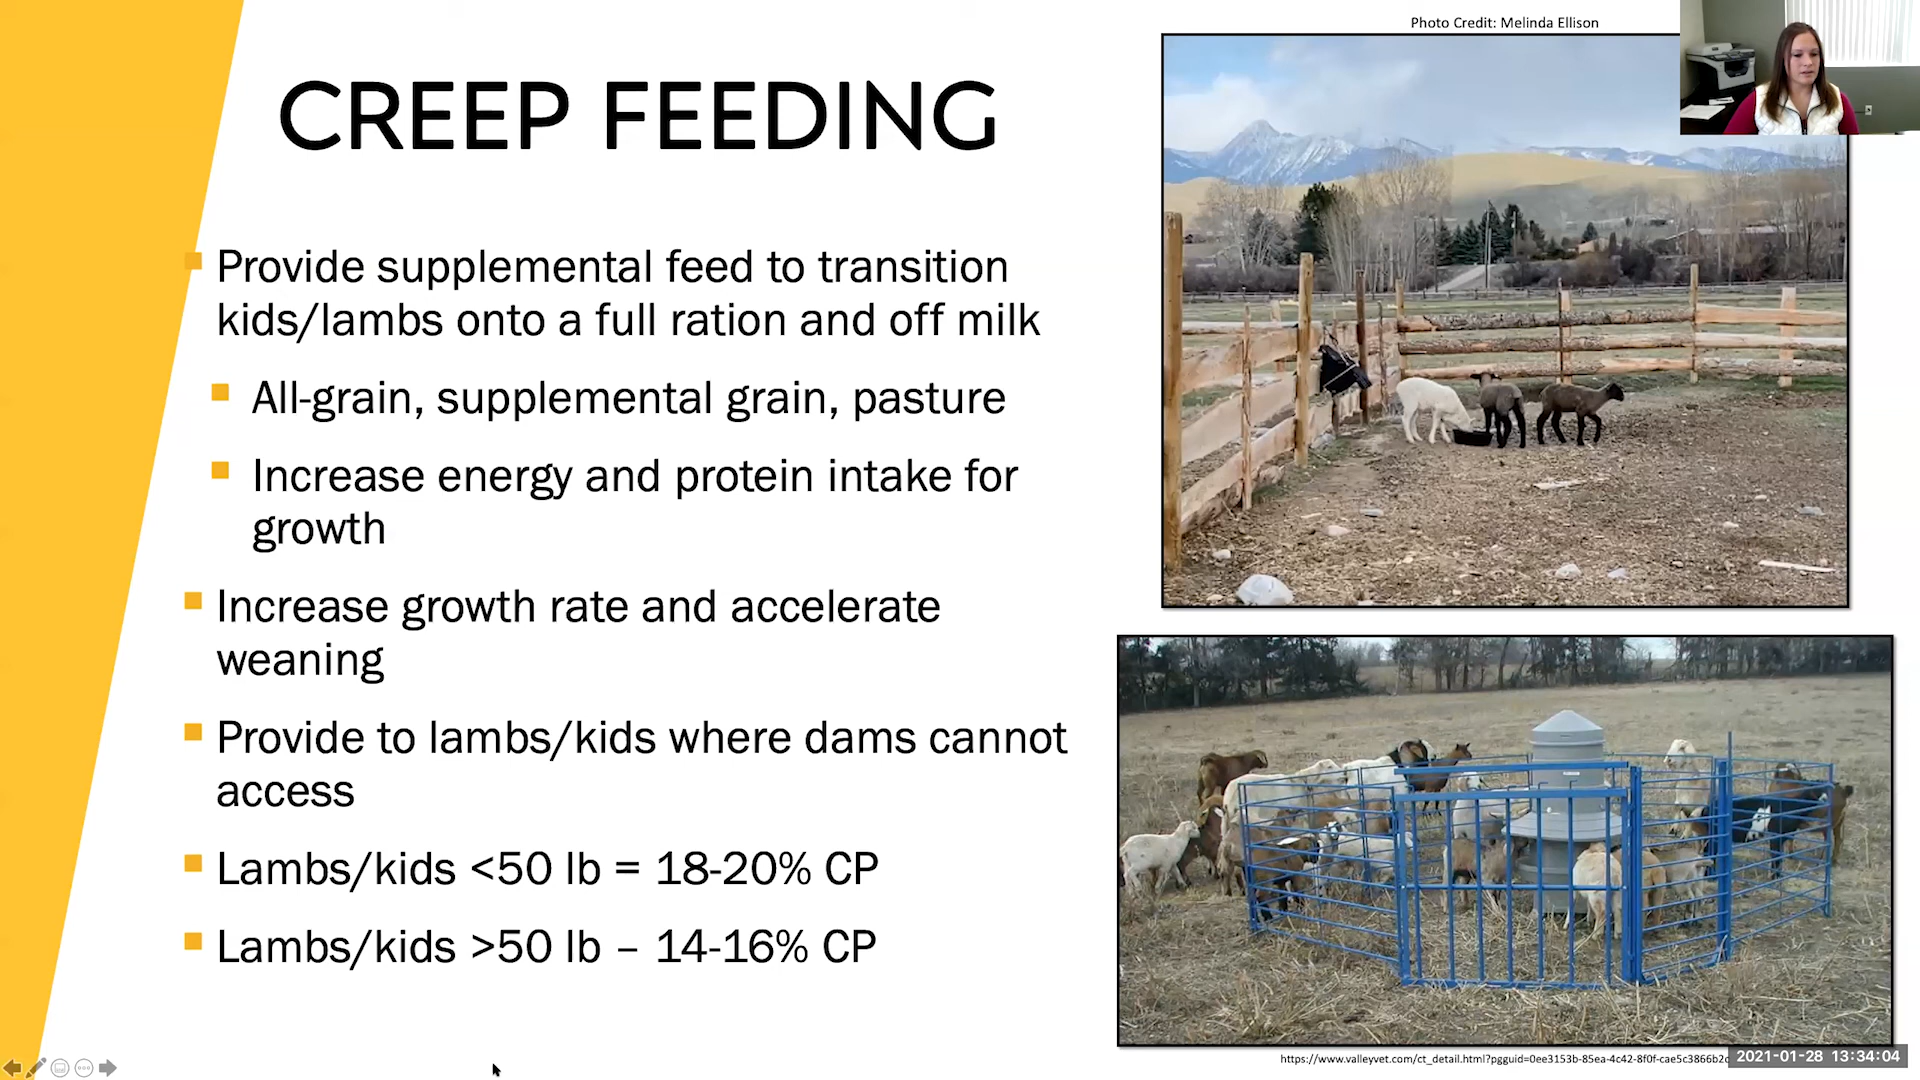 Photo Credit: Melinda Ellison
CREEP FEEDING
Provide supplemental feed to transition
kids/lambs onto a full ration and off milk
All-grain, supplemental grain, pasture
Increase energy and protein intake for
growth
Increase growth rate and accelerate
weaning
Provide to lambs/kids where dams cannot
access
Lambs/kids <50 lb = 18-20% CP
Lambs/kids >50 lb – 14-16% CP
https://www.valleyvet.com/ct_detail.html?pgguid=0ee3153b-85ea-4c42-8f0f-cae5c3866b2
2021-01-28 13:34:04